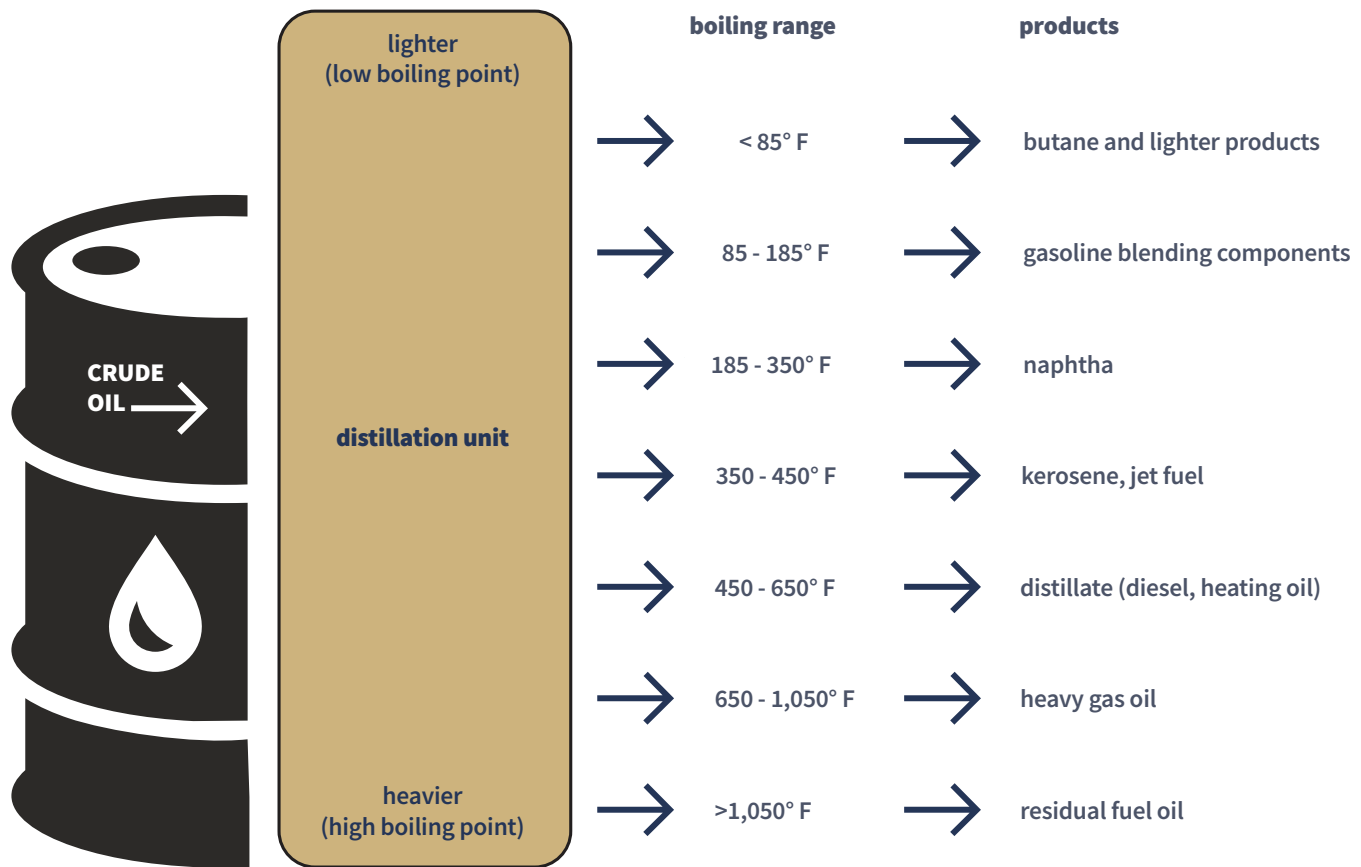 boiling range
products
lighter
(low boiling point)
< 85° F
butane and lighter products
85 - 185° F
gasoline blending components
185 - 350° F
naphtha
CRUDE
OIL
distillation unit
350 - 450° F
kerosene, jet fuel
450 - 650° F
distillate (diesel, heating oil)
650 - 1,050° F
heavy gas oil
heavier
(high boiling point)
>1,050° F
residual fuel oil